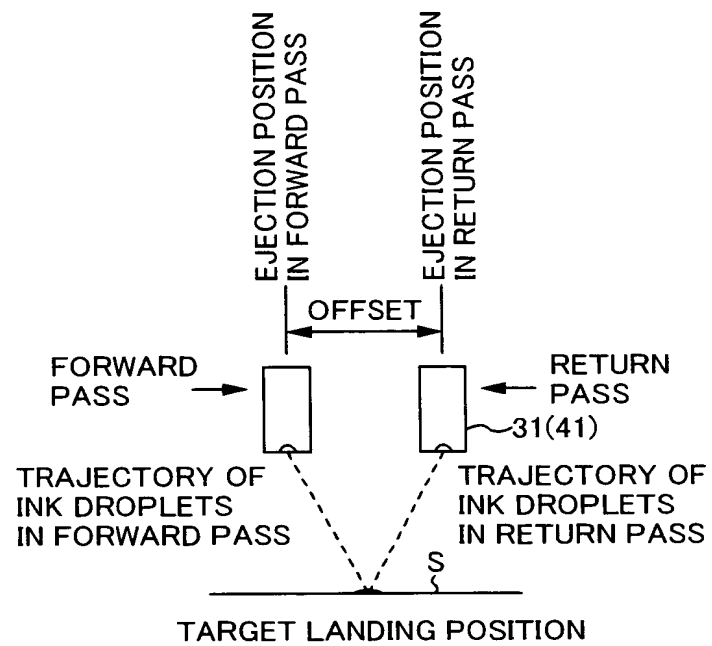 EJECTION POSITION
IN FORWARD PASS
EJECTION POSITION
IN RETURN PASS
OFFSET
FORWARD
PASS
RETURN
PASS
31(41)
TRAJECTORY OF
INK DROPLETS
IN FORWARD PASS
TRAJECTORY OF
INK DROPLETS
IN RETURN PASS
S
TARGET LANDING POSITION